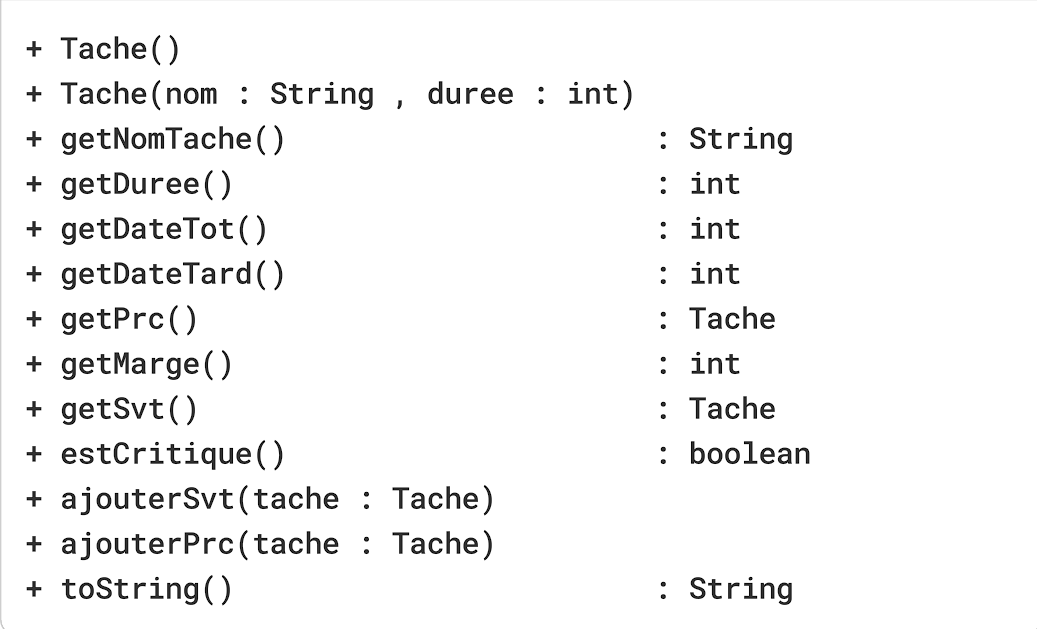 + Tache()
+ Tache(nom : String , duree : int)
+ getNomTache() : String
+ getDuree() : int
+ getDateTot() : int
+ getDateTard() : int
+ getPrc() : Tache
+ getMarge() : int
+ getSvt() : Tache
+ estCritique() : boolean
+ ajouterSvt(tache : Tache)
+ ajouterPrc(tache : Tache)
+ toString() : String